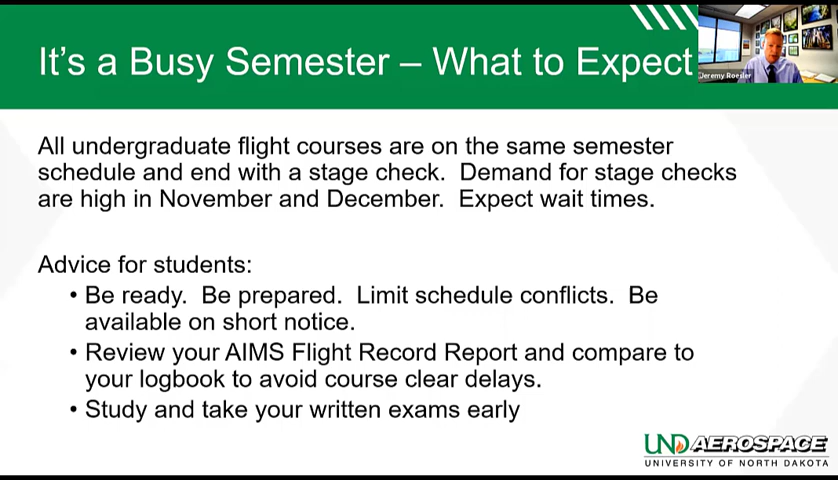 It's a Busy Semester – What to Expect
Jeremy Roesler
All undergraduate flight courses are on the same semester
schedule and end with a stage check.  Demand for stage checks
are high in November and December.  Expect wait times.
Advice for students:
• Be ready.  Be prepared.  Limit schedule conflicts.  Be
available on short notice.
• Review your AIMS Flight Record Report and compare to
your logbook to avoid course clear delays.
• Study and take your written exams early
UND AEROSPACE
UNIVERSITY OF NORTH DAKOTA